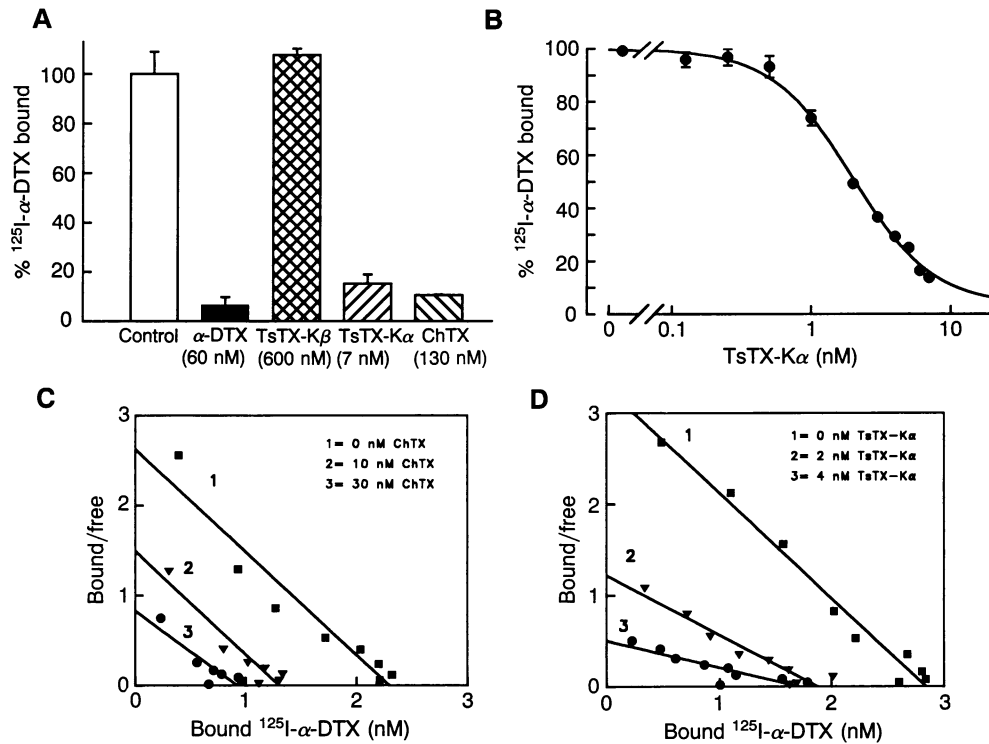 A
% ¹²⁵I-α-DTX bound
100
80
60
40
20
0
Control
α-DTX
(60 nM)
TsTX-Kβ
(600 nM)
TsTX-Kα
(7 nM)
ChTX
(130 nM)
B
% ¹²⁵I-α-DTX bound
100
80
60
40
20
0
0
0.1
1
10
TsTX-Kα (nM)
C
Bound/free
3
2
1
0
1
2
3
1= 0 nM ChTX
2= 10 nM ChTX
3= 30 nM ChTX
0
1
2
3
Bound ¹²⁵I-α-DTX (nM)
D
Bound/free
3
2
1
0
1
2
3
1= 0 nM TsTX-Kα
2= 2 nM TsTX-Kα
3= 4 nM TsTX-Kα
0
1
2
3
Bound ¹²⁵I-α-DTX (nM)